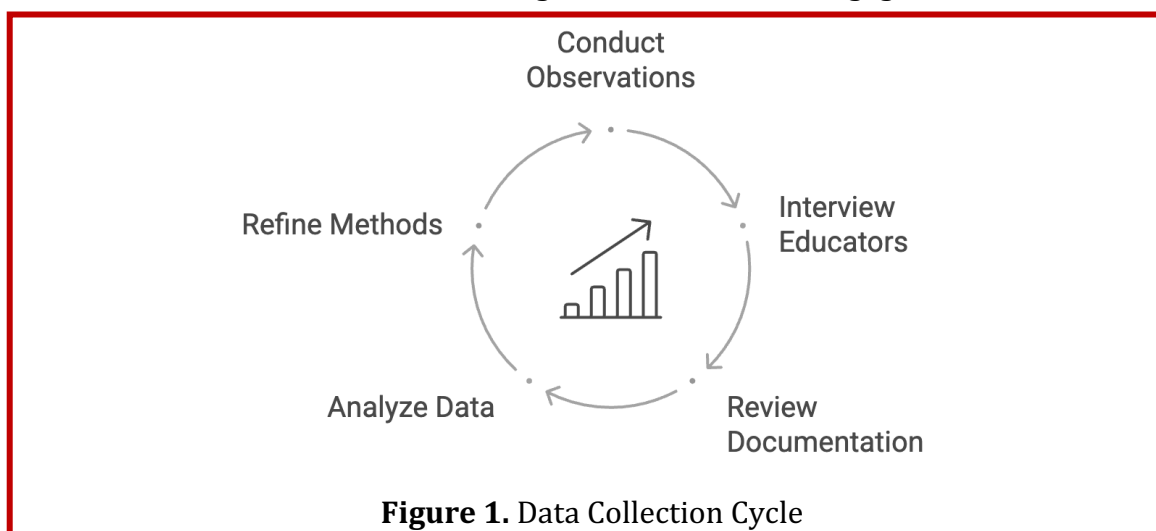 Conduct
Observations
Interview
Educators
Refine Methods
Analyze Data
Review
Documentation
Figure 1. Data Collection Cycle